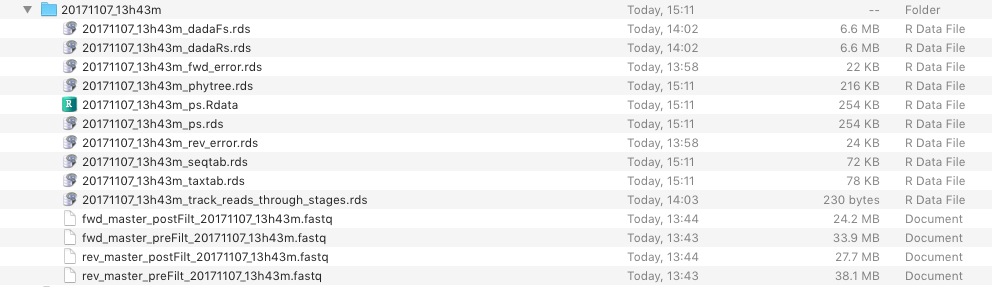 20171107_13h43m Today, 15:11 -- Folder
20171107_13h43m_dadaFs.rds Today, 14:02 6.6 MB R Data File
20171107_13h43m_dadaRs.rds Today, 14:02 6.6 MB R Data File
20171107_13h43m_fwd_error.rds Today, 13:58 22 KB R Data File
20171107_13h43m_phytree.rds Today, 15:11 216 KB R Data File
20171107_13h43m_ps.Rdata Today, 15:11 254 KB R Data File
20171107_13h43m_ps.rds Today, 15:11 254 KB R Data File
20171107_13h43m_rev_error.rds Today, 13:58 24 KB R Data File
20171107_13h43m_seqtab.rds Today, 15:11 72 KB R Data File
20171107_13h43m_taxtab.rds Today, 15:11 78 KB R Data File
20171107_13h43m_track_reads_through_stages.rds Today, 14:03 230 bytes R Data File
fwd_master_postFilt_20171107_13h43m.fastq Today, 13:44 24.2 MB Document
fwd_master_preFilt_20171107_13h43m.fastq Today, 13:43 33.9 MB Document
rev_master_postFilt_20171107_13h43m.fastq Today, 13:44 27.7 MB Document
rev_master_preFilt_20171107_13h43m.fastq Today, 13:43 38.1 MB Document